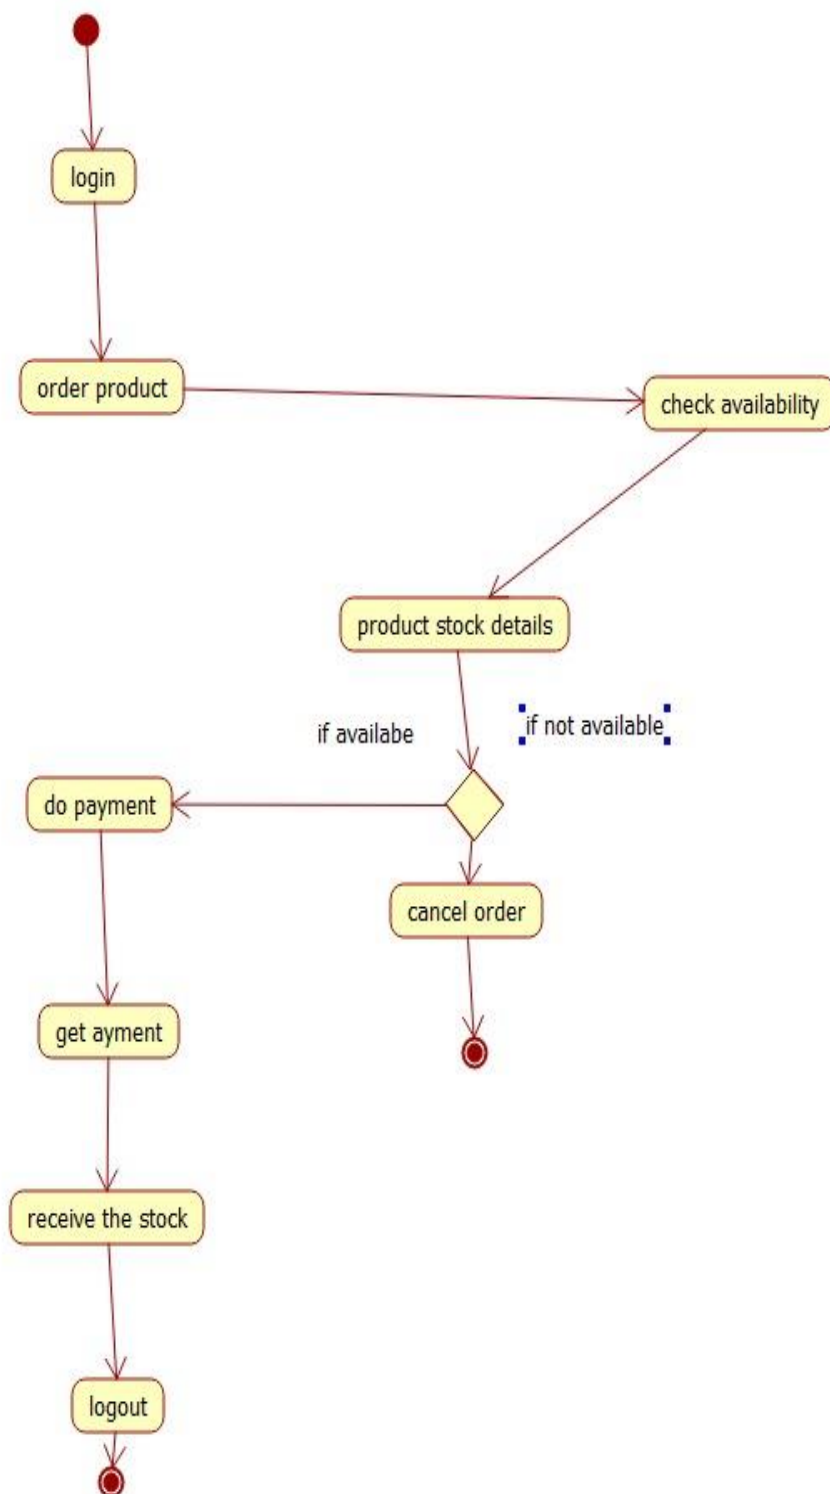 login
order product
check availability
product stock details
if availabe
if not available
do payment
cancel order
get ayment
receive the stock
logout